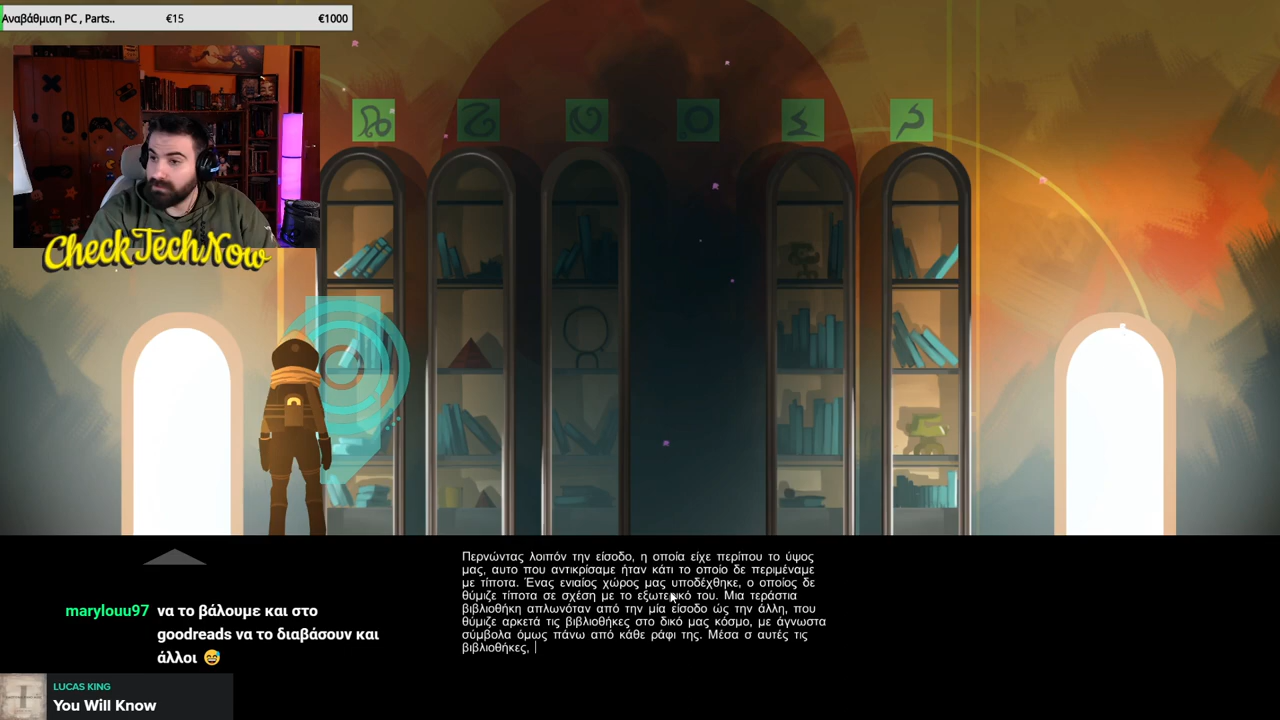 Αναβάθμιση PC , Parts.. €15 €1000
CheckTechNow
Περνώντας λοιπόν την είσοδο, η οποία είχε περίπου το ύψος
μας, αυτο που αντικρίσαμε ήταν κάτι το οποίο δε περιμέναμε
με τίποτα. Ένας ενιαίος χώρος μας υποδέχθηκε, ο οποίος δε
θύμιζε τίποτα σε σχέση με το εξωτερικό του. Μια τεράστια
βιβλιοθήκη απλωνόταν από την μία είσοδο ώς την άλλη, που
θύμιζε αρκετά τις βιβλιοθήκες στο δικό μας κόσμο, με άγνωστα
σύμβολα όμως πάνω από κάθε ράφι της. Μέσα σ αυτές τις
βιβλιοθήκες,
marylouu97 να το βάλουμε και στο
goodreads να το διαβάσουν και
άλλοι 😅
LUCAS KING
You Will Know